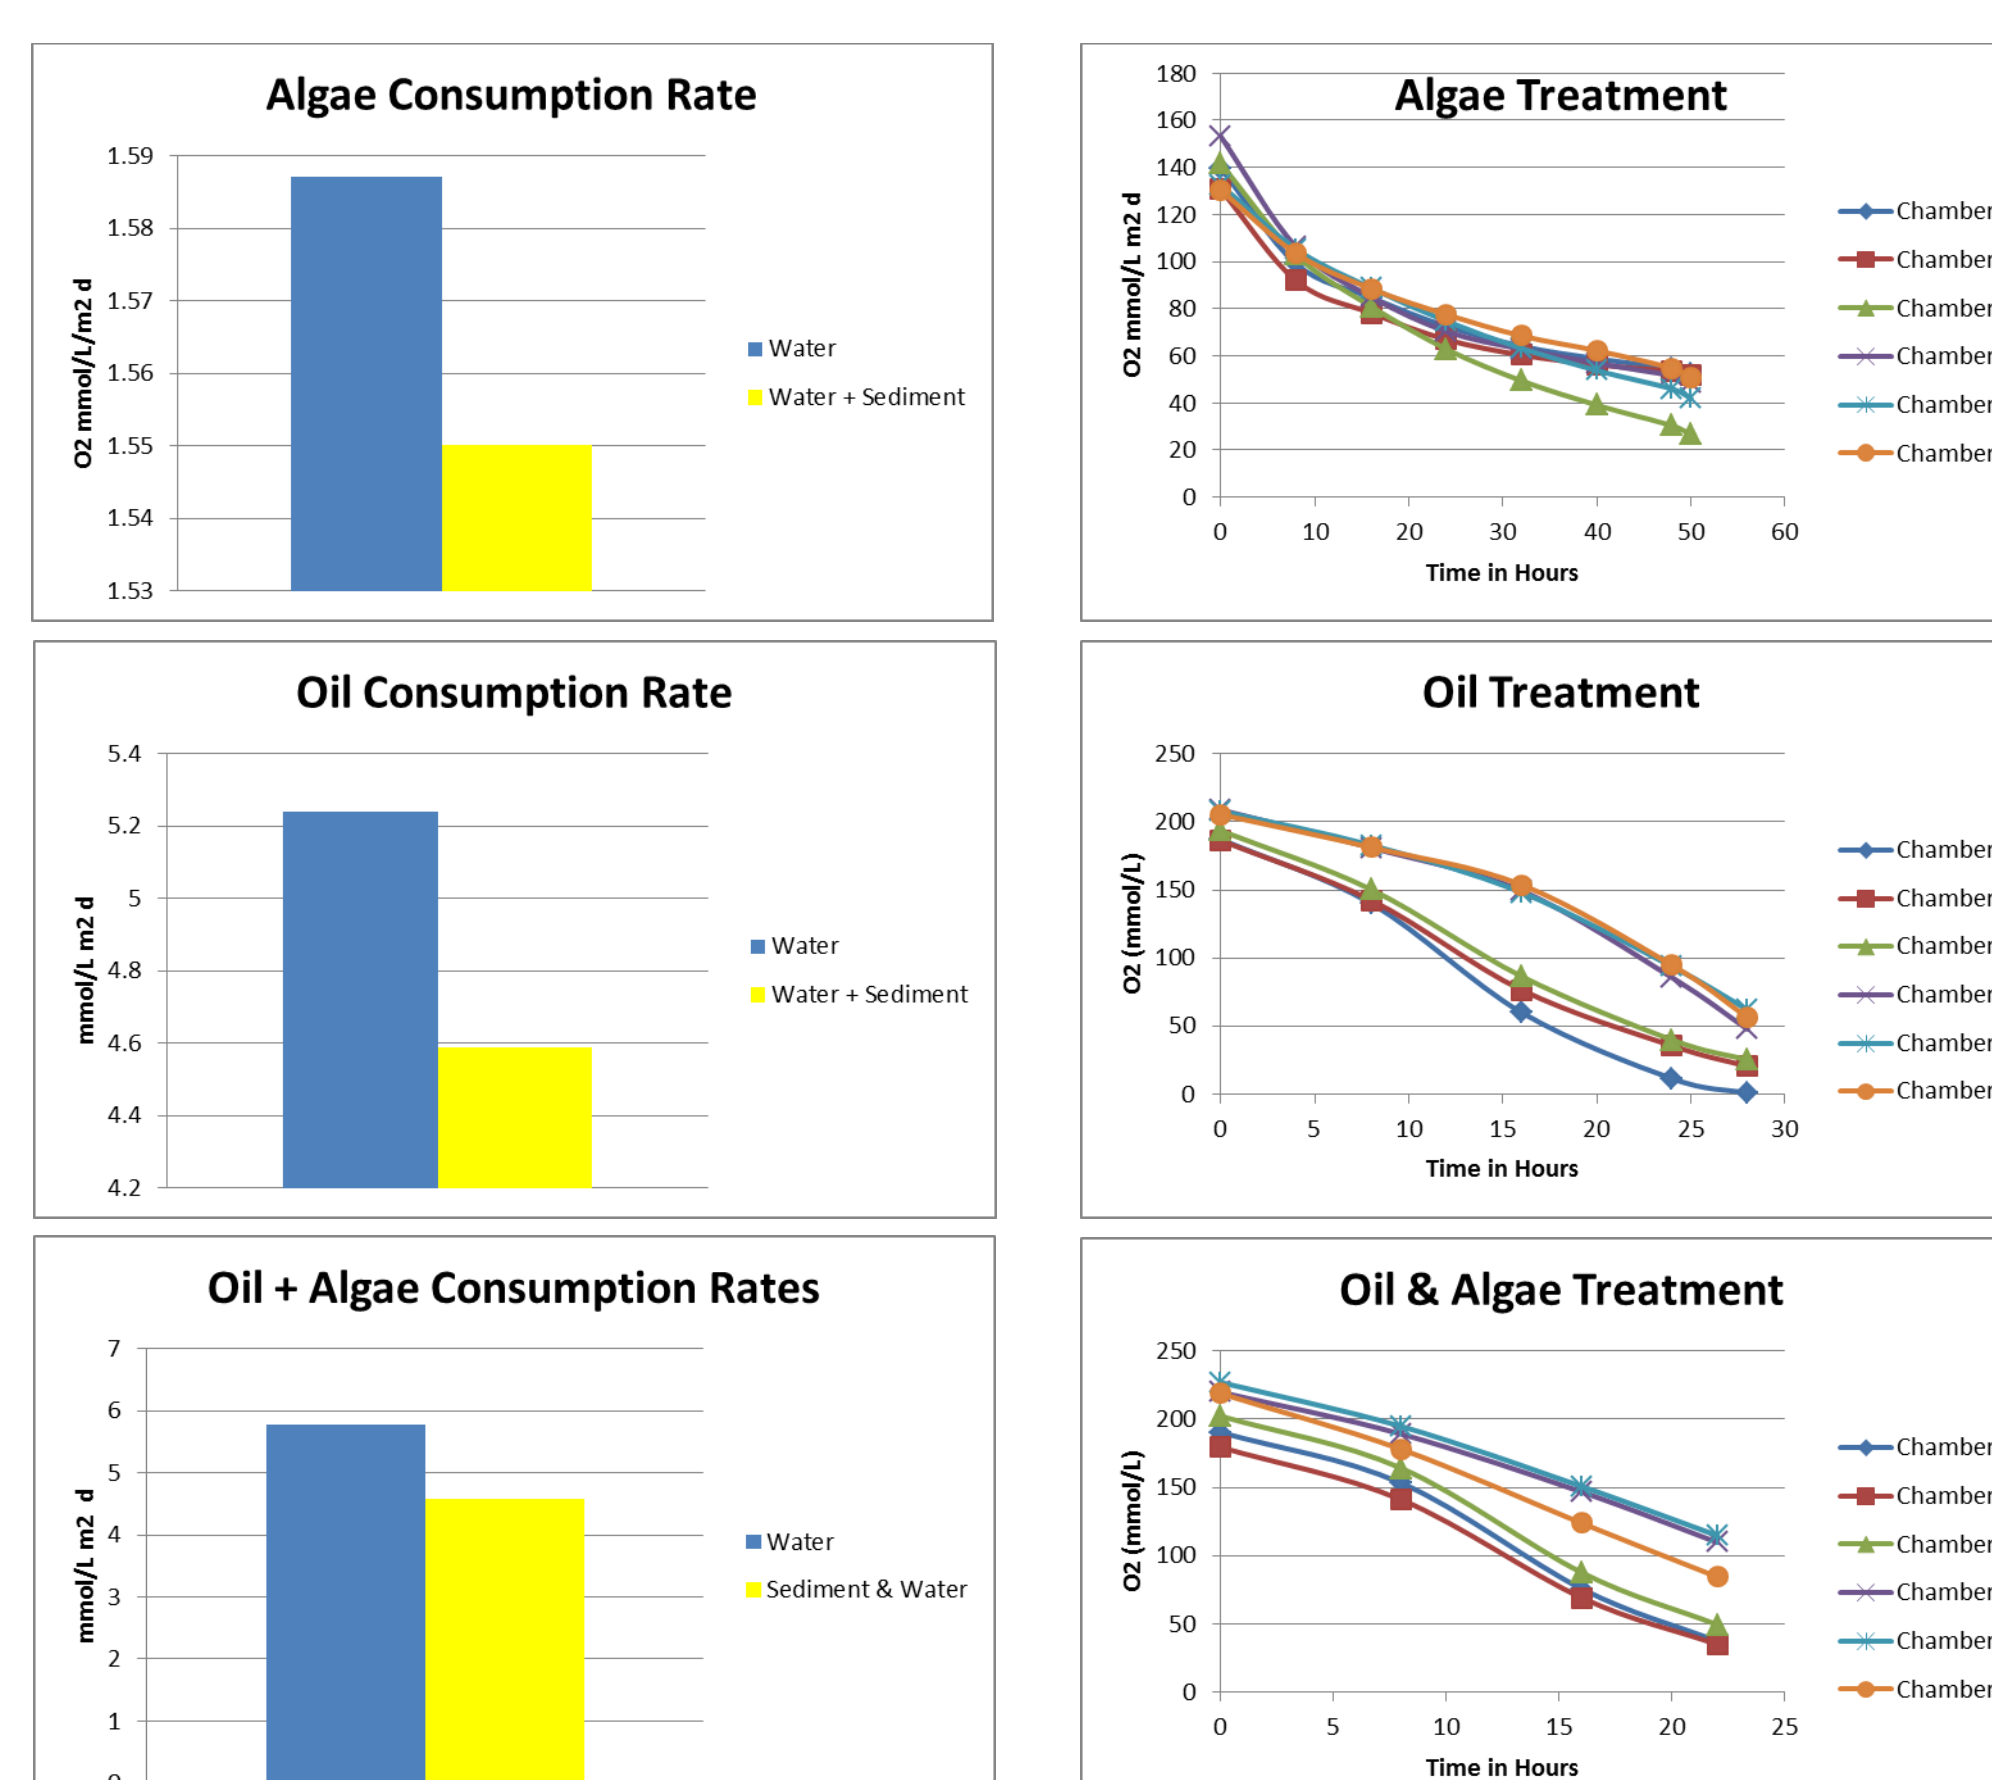 Algae Consumption Rate
1.59
1.58
1.57
1.56
1.55
1.54
1.53
O2 mmol/L/m2 d
Water
Water + Sediment
Algae Treatment
180
160
140
120
100
80
60
40
20
0
O2 mmol/L m2 d
0 10 20 30 40 50 60
Time in Hours
Chamber
Chamber
Chamber
Chamber
Chamber
Chamber
Oil Consumption Rate
5.4
5.2
5
4.8
4.6
4.4
4.2
mmol/L m2 d
Water
Water + Sediment
Oil Treatment
250
200
150
100
50
0
O2 (mmol/L)
0 5 10 15 20 25 30
Time in Hours
Chamber
Chamber
Chamber
Chamber
Chamber
Chamber
Oil + Algae Consumption Rates
7
6
5
4
3
2
1
0
mmol/L m2 d
Water
Sediment & Water
Oil & Algae Treatment
250
200
150
100
50
0
O2 (mmol/L)
0 5 10 15 20 25
Time in Hours
Chamber
Chamber
Chamber
Chamber
Chamber
Chamber